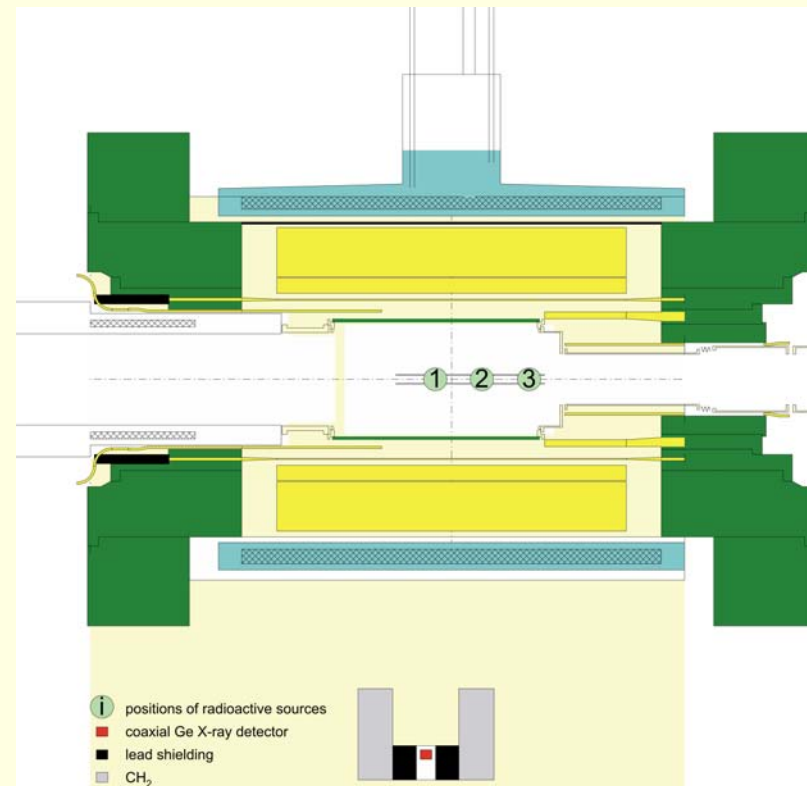 1 2 3
i positions of radioactive sources
coaxial Ge X-ray detector
lead shielding
CH₂